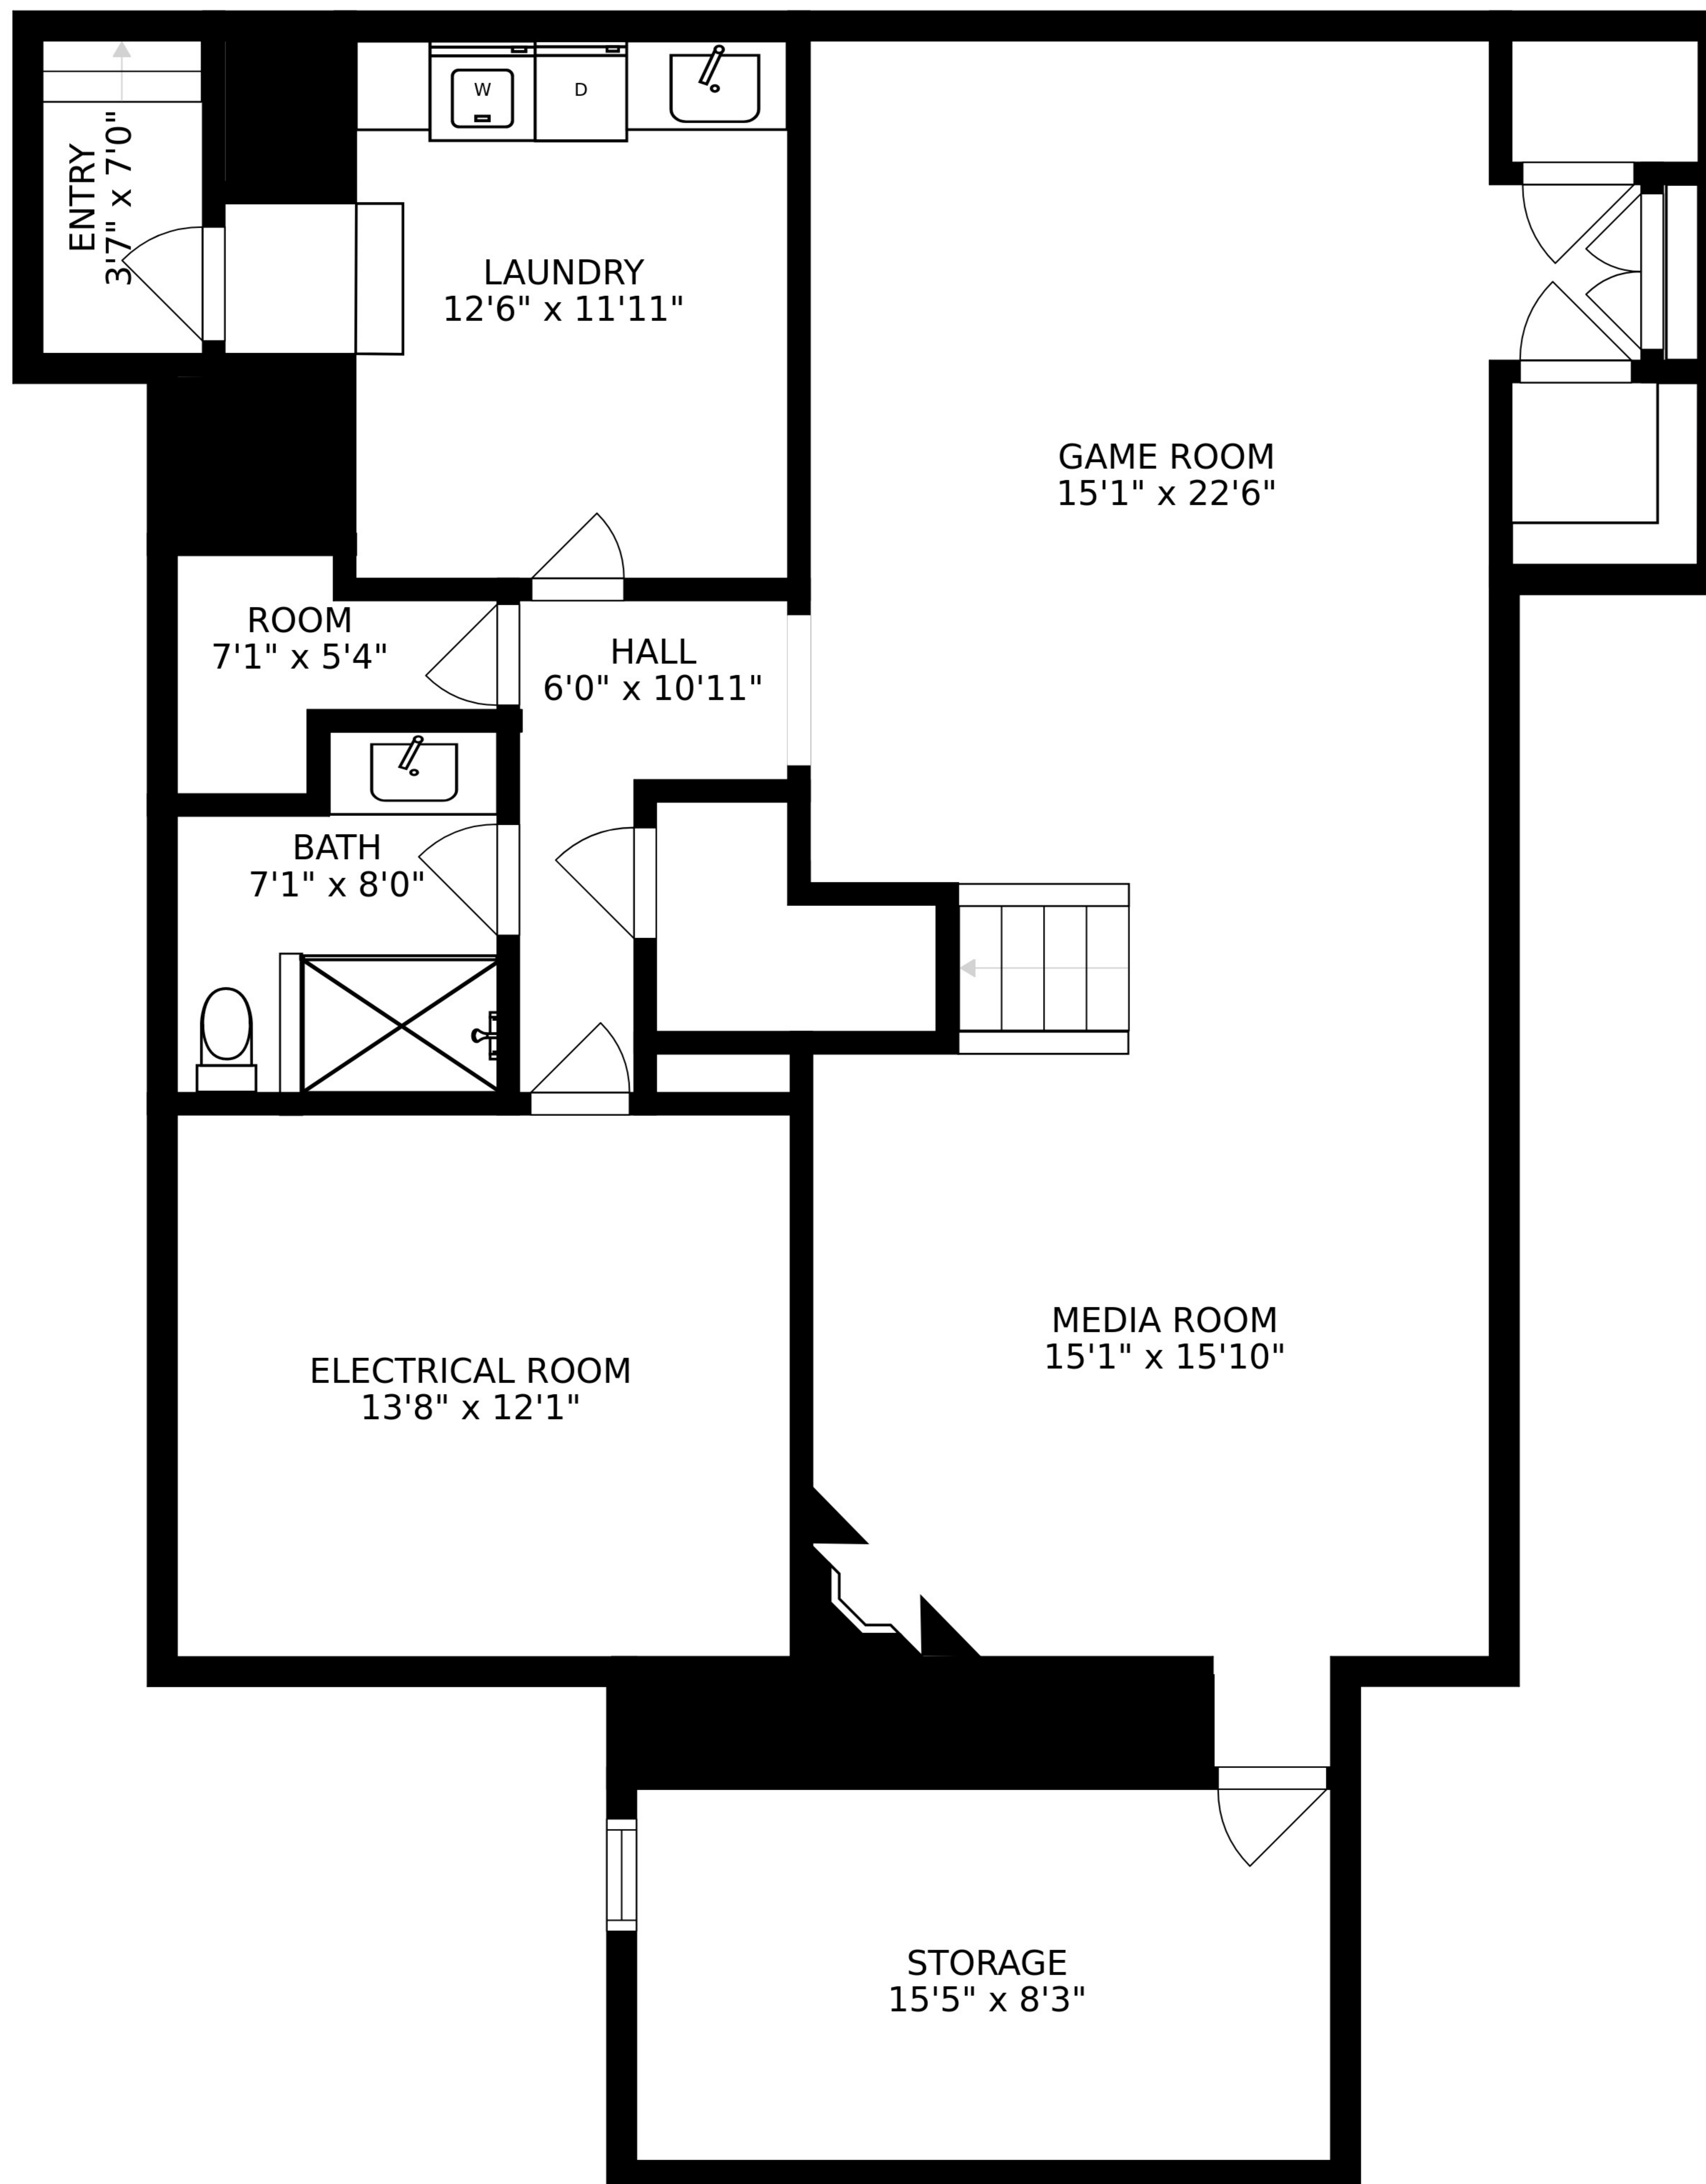 W
D
ENTRY
3'7" x 7'0"
LAUNDRY
12'6" x 11'11"
GAME ROOM
15'1" x 22'6"
ROOM
7'1" x 5'4"
HALL
6'0" x 10'11"
BATH
7'1" x 8'0"
MEDIA ROOM
15'1" x 15'10"
ELECTRICAL ROOM
13'8" x 12'1"
STORAGE
15'5" x 8'3"